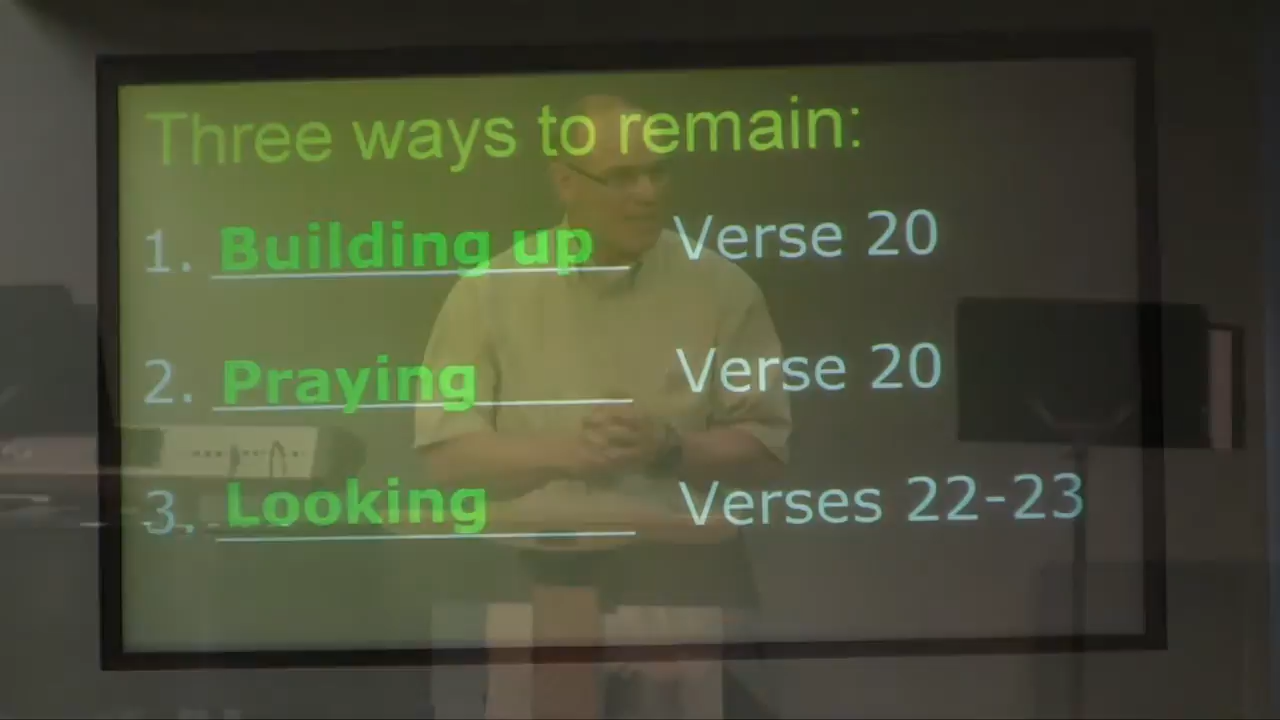 Three ways to remain:
1. Building up Verse 20
2. Praying Verse 20
3. Looking Verses 22-23